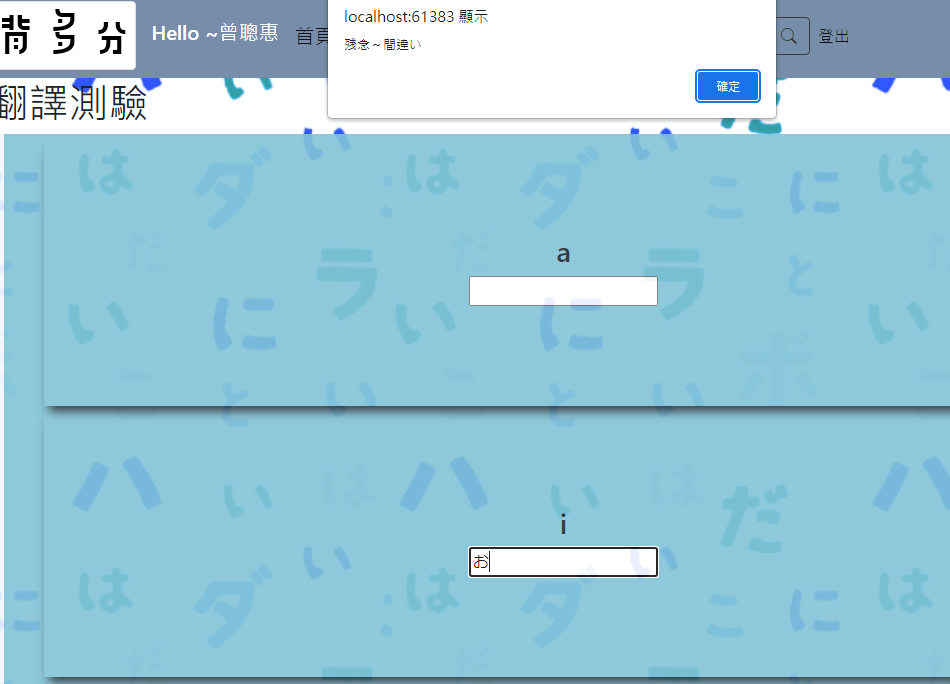 背多分
Hello ~曾聰惠
首頁
localhost:61383 顯示
残念～間違い
確定
登出
翻譯測驗
a
i
お